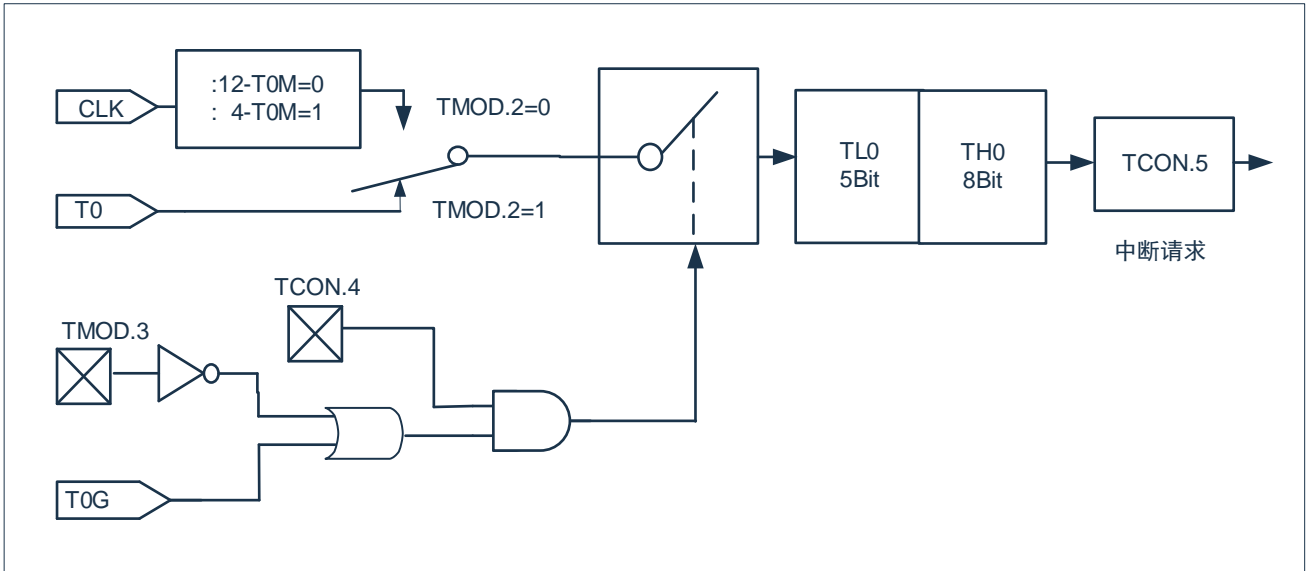 :12-T0M=0
: 4-T0M=1
CLK
TMOD.2=0
T0
TMOD.2=1
TL0
5Bit
TH0
8Bit
TCON.5
中断请求
TCON.4
TMOD.3
T0G